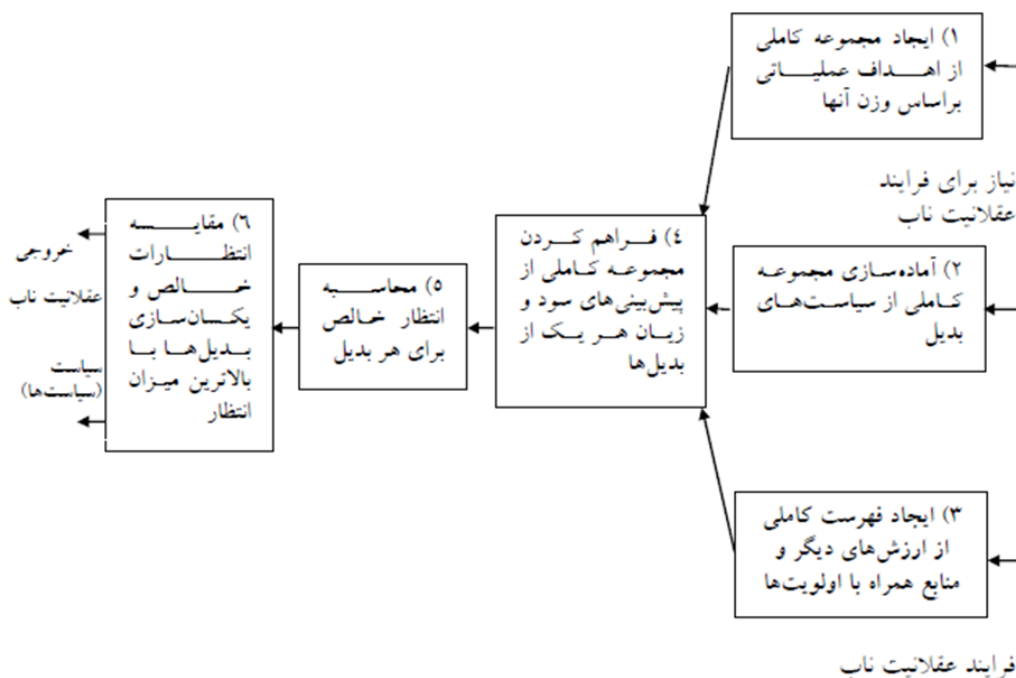 ۱) ایجاد مجموعه کاملی
از اهداف عملیاتی
براساس وزن آنها
نیاز برای فرایند
عقلانیت ناب
۲) آماده‌سازی مجموعه
کاملی از سیاست‌های
بدیل
۳) ایجاد فهرست کاملی
از ارزش‌های دیگر و
منابع همراه با اولویت‌ها
۴) فراهم کردن
مجموعه کاملی از
پیش‌بینی‌های سود و
زیان هر یک از
بدیل‌ها
۵) محاسبه
انتظار خالص
برای هر بدیل
۶) مقایسه
انتظارات
خالص و
یکسان‌سازی
بدیل‌ها با
بالاترین میزان
انتظار
خروجی
عقلانیت ناب
سیاست
(سیاست‌ها)
فرایند عقلانیت ناب